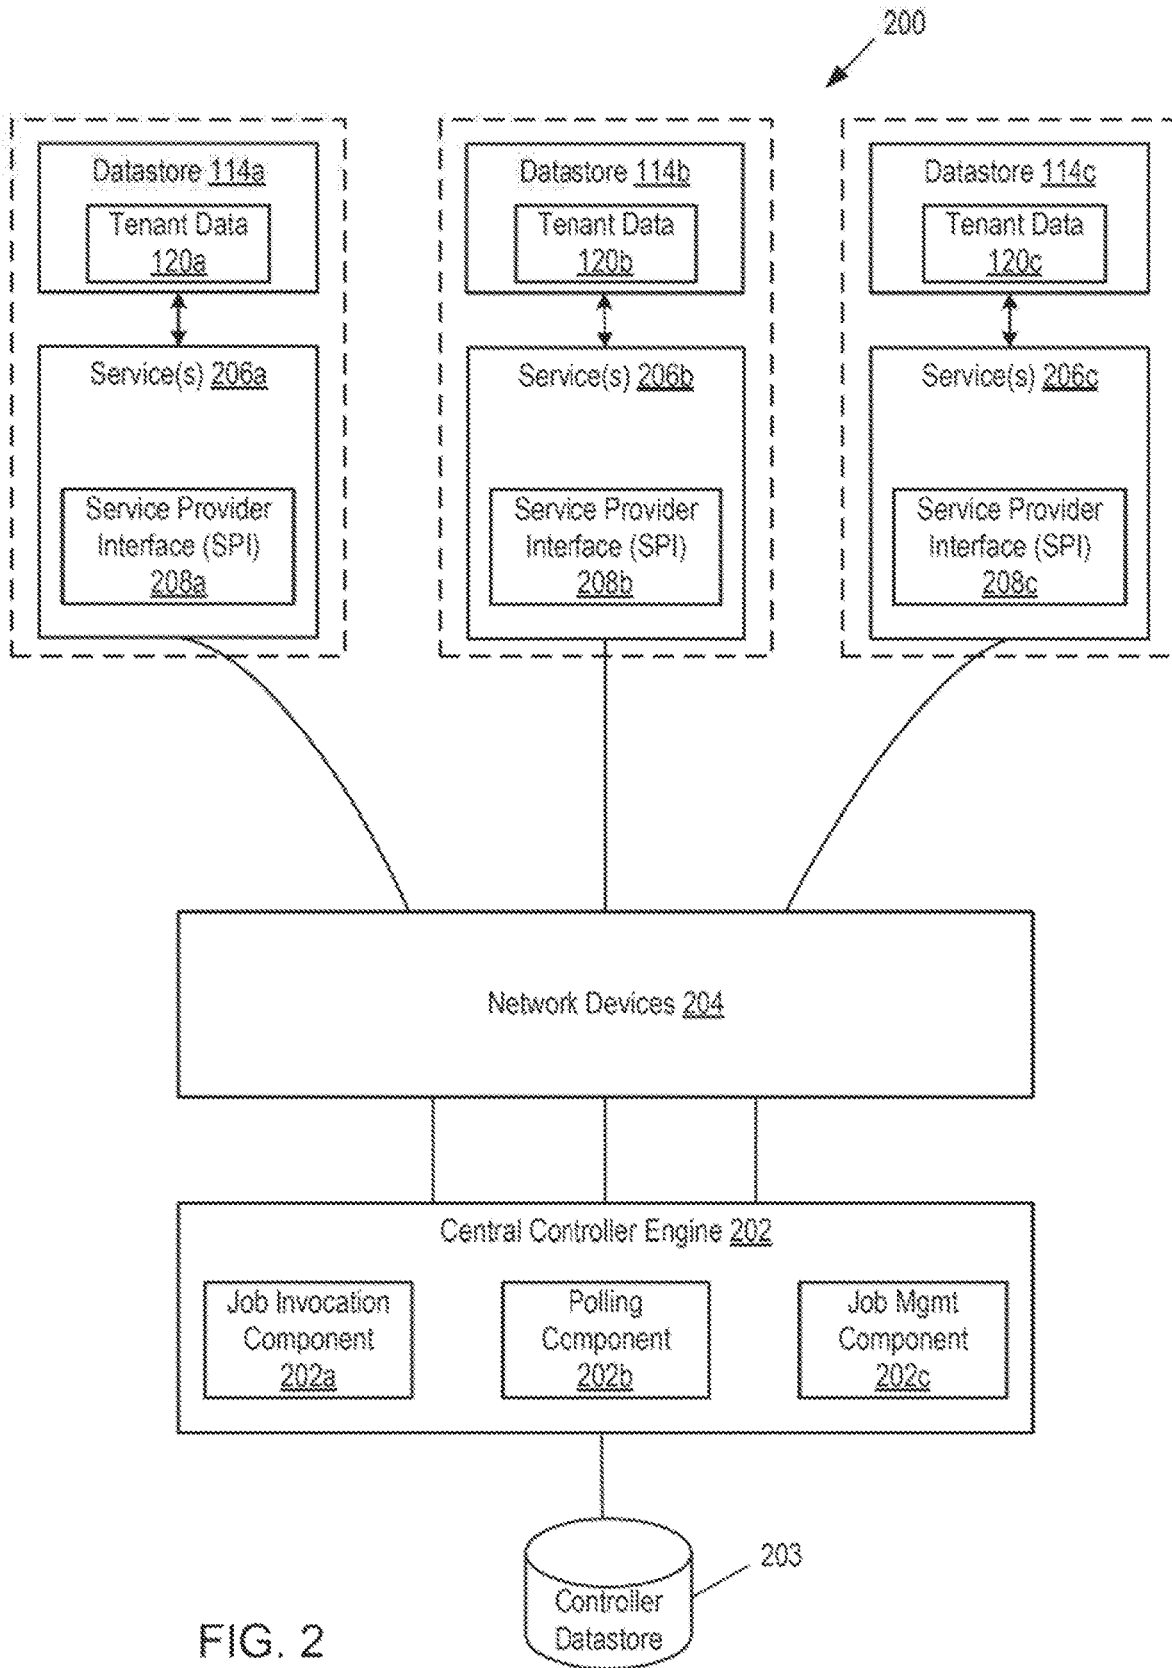 200
Datastore 114a
Tenant Data
120a
Service(s) 206a
Service Provider
Interface (SPI)
208a
Datastore 114b
Tenant Data
120b
Service(s) 206b
Service Provider
Interface (SPI)
208b
Datastore 114c
Tenant Data
120c
Service(s) 206c
Service Provider
Interface (SPI)
208c
Network Devices 204
Central Controller Engine 202
Job Invocation
Component
202a
Polling
Component
202b
Job Mgmt
Component
202c
203
Controller
Datastore
FIG. 2